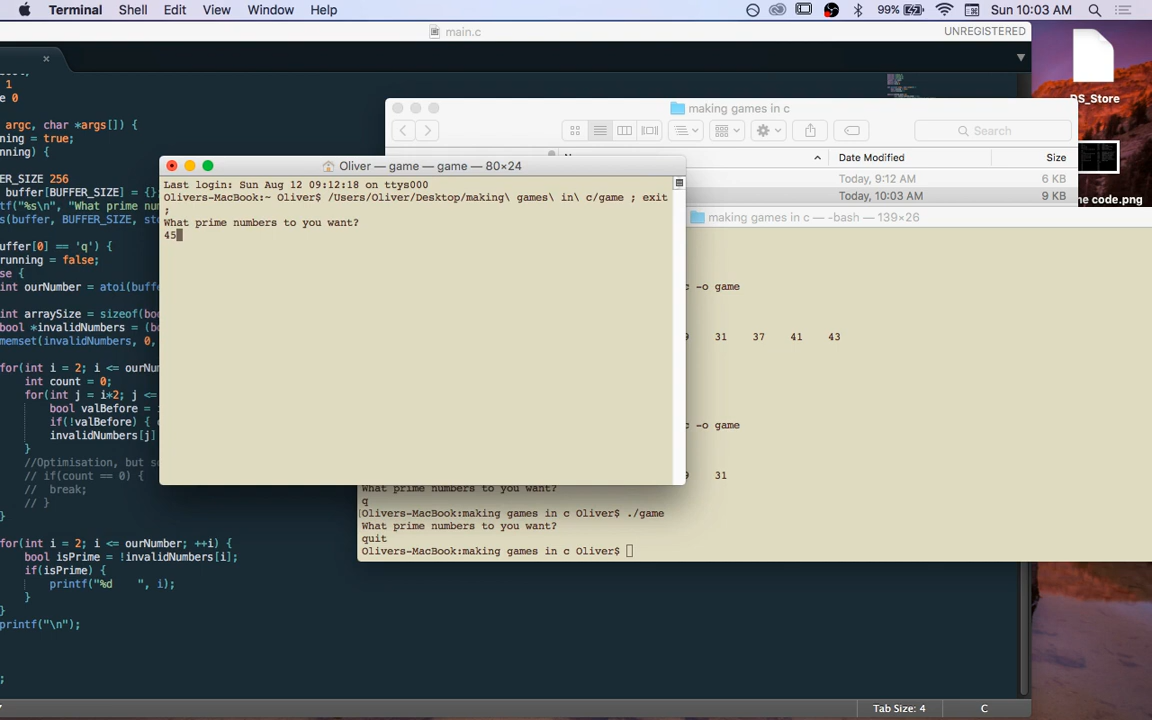 Terminal Shell Edit View Window Help 99% Sun 10:03 AM
main.c UNREGISTERED
1
e 0
argc, char *args[]) {
ning = true;
nning) {
ER_SIZE 256
buffer[BUFFER_SIZE] = {}
tf("%s\n", "What prime nu
s(buffer, BUFFER_SIZE, st
uffer[0] == 'q') {
running = false;
lse {
int ourNumber = atoi(buff
int arraySize = sizeof(bo
bool *invalidNumbers = (b
memset(invalidNumbers, 0,
for(int i = 2; i <= ourNum
int count = 0;
for(int j = i*2; j <=
bool valBefore =
if(!valBefore) {
invalidNumbers[j]
}
//Optimisation, but s
// if(count == 0) {
// break;
// }
}
for(int i = 2; i <= ourNumber; ++i) {
bool isPrime = !invalidNumbers[i];
if(isPrime) {
printf("%d    ", i);
}
}
printf("\n");
;
Tab Size: 4 C
making games in c
Search
Date Modified Size
Today, 9:12 AM 6 KB
Today, 10:03 AM 9 KB
Oliver — game — game — 80×24
Last login: Sun Aug 12 09:12:18 on ttys000
Olivers-MacBook:~ Oliver$ /Users/Oliver/Desktop/making\ games\ in\ c/game ; exit
;
What prime numbers to you want?
45
making games in c — -bash — 139×26
c -o game
9 31 37 41 43
c -o game
9 31
What prime numbers to you want?
q
Olivers-MacBook:making games in c Oliver$ ./game
What prime numbers to you want?
quit
Olivers-MacBook:making games in c Oliver$
DS_Store
me code.png